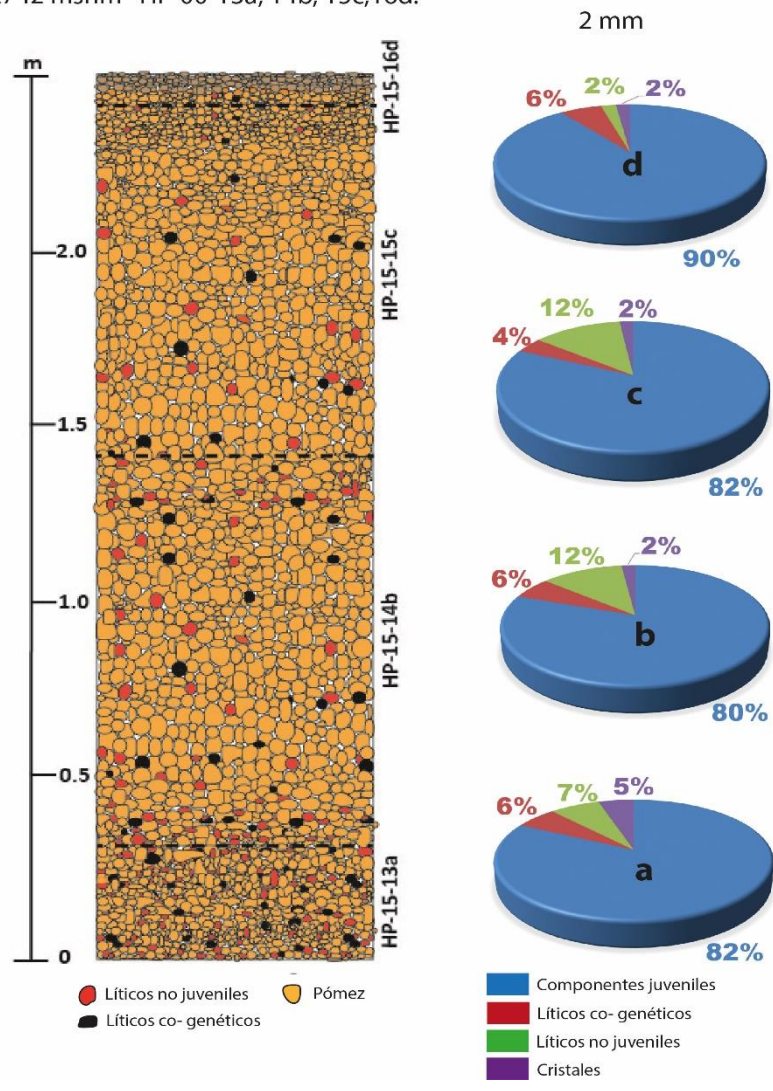 2 mm
m
2.0
1.5
1.0
0.5
0
HP-15-16d
HP-15-15c
HP-15-14b
HP-15-13a
6%
2%
2%
d
90%
4%
12%
2%
c
82%
6%
12%
2%
b
80%
6%
7%
5%
a
82%
Líticos no juveniles
Pómez
Líticos co- genéticos
Componentes juveniles
Líticos co- genéticos
Líticos no juveniles
Cristales